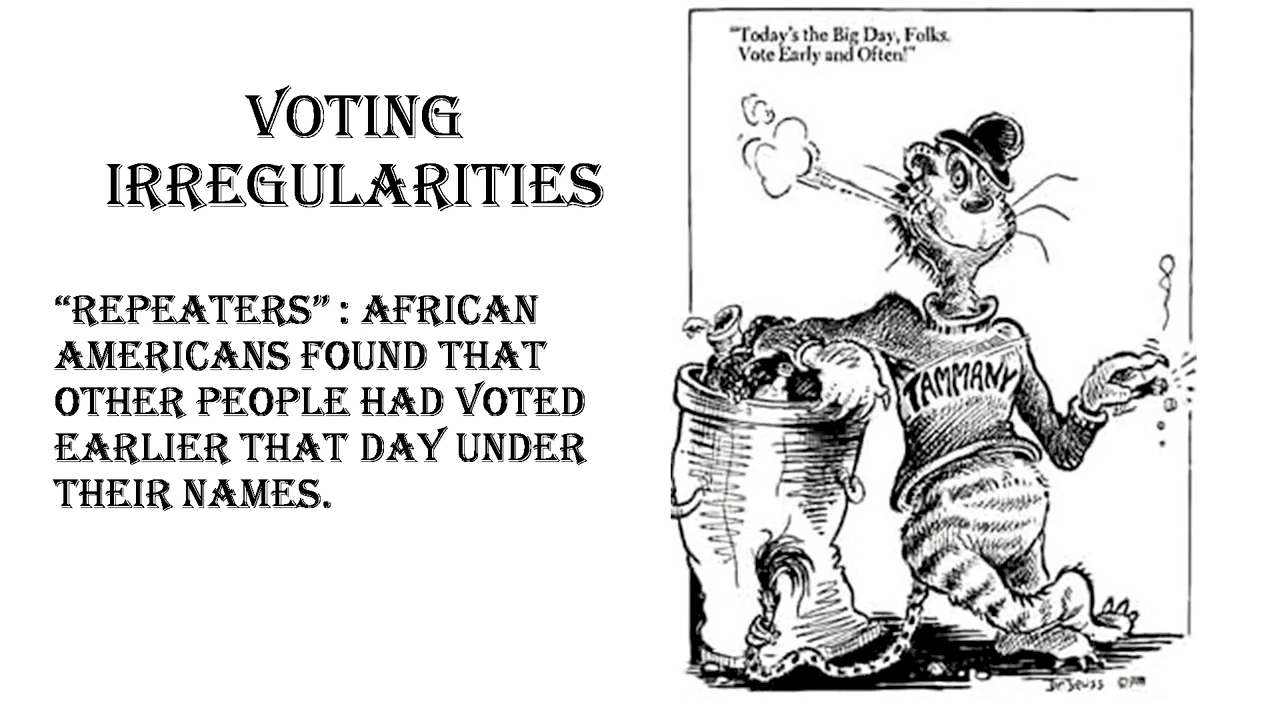 VOTING
IRREGULARITIES
“REPEATERS” : AFRICAN
AMERICANS FOUND THAT
OTHER PEOPLE HAD VOTED
EARLIER THAT DAY UNDER
THEIR NAMES.
“Today's the Big Day, Folks.
Vote Early and Often!”
TAMMANY
Dr Seuss ©PM